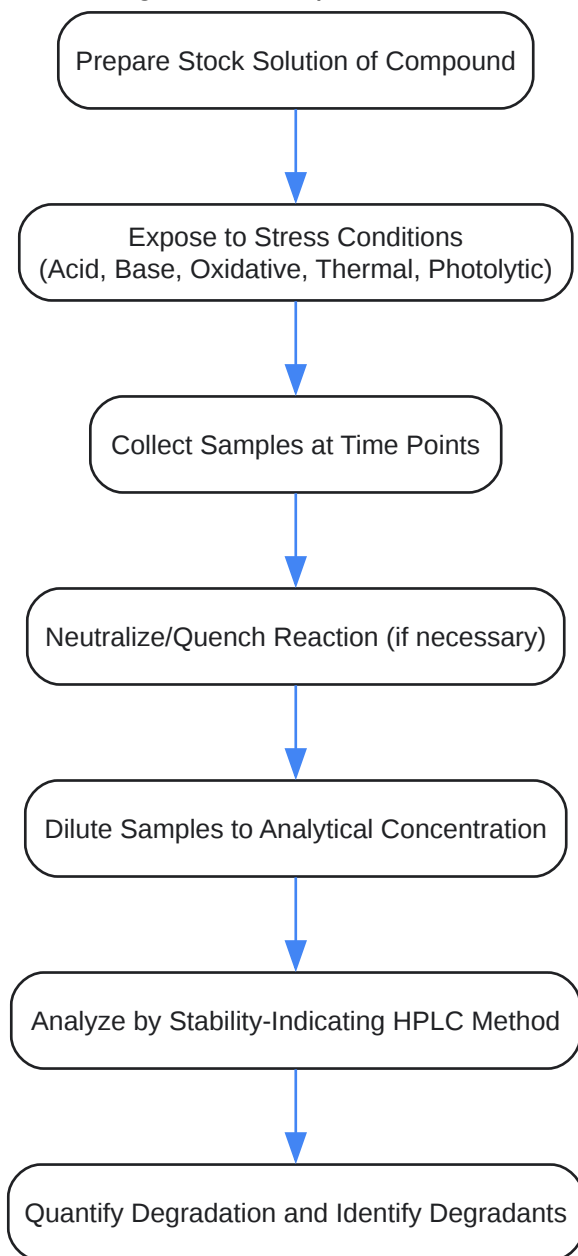 Prepare Stock Solution of Compound
Expose to Stress Conditions
(Acid, Base, Oxidative, Thermal, Photolytic)
Collect Samples at Time Points
Neutralize/Quench Reaction (if necessary)
Dilute Samples to Analytical Concentration
Analyze by Stability-Indicating HPLC Method
Quantify Degradation and Identify Degradants